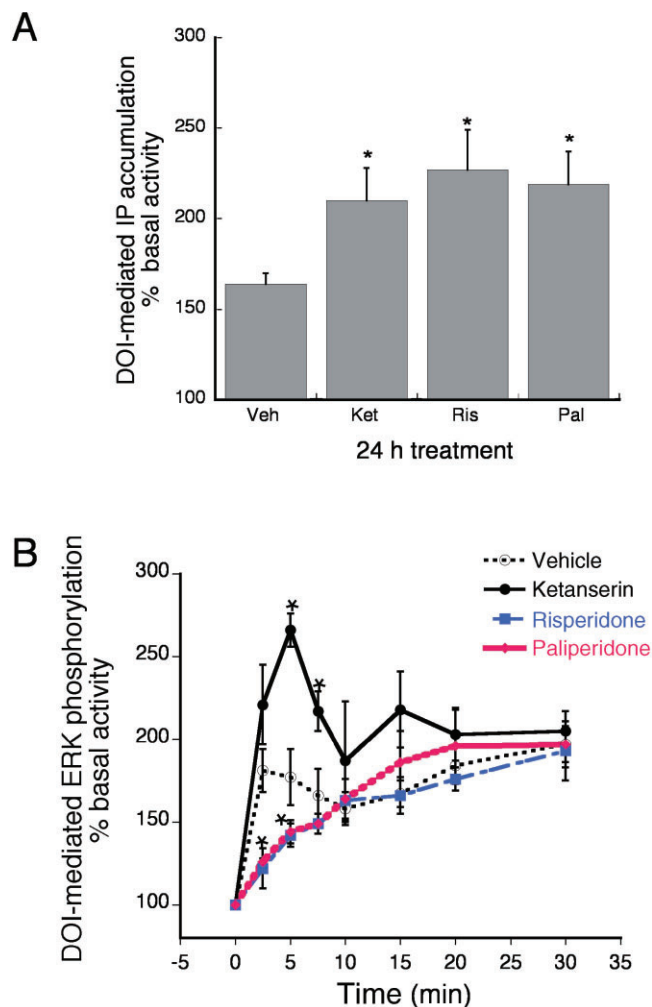 A
300
250
200
150
100
DOI-mediated IP accumulation
% basal activity
*
*
*
Veh Ket Ris Pal
24 h treatment
B
300
250
200
150
100
DOI-mediated ERK phosphorylation
% basal activity
Vehicle
Ketanserin
Risperidone
Paliperidone
*
*
*
*
-5 0 5 10 15 20 25 30 35
Time (min)